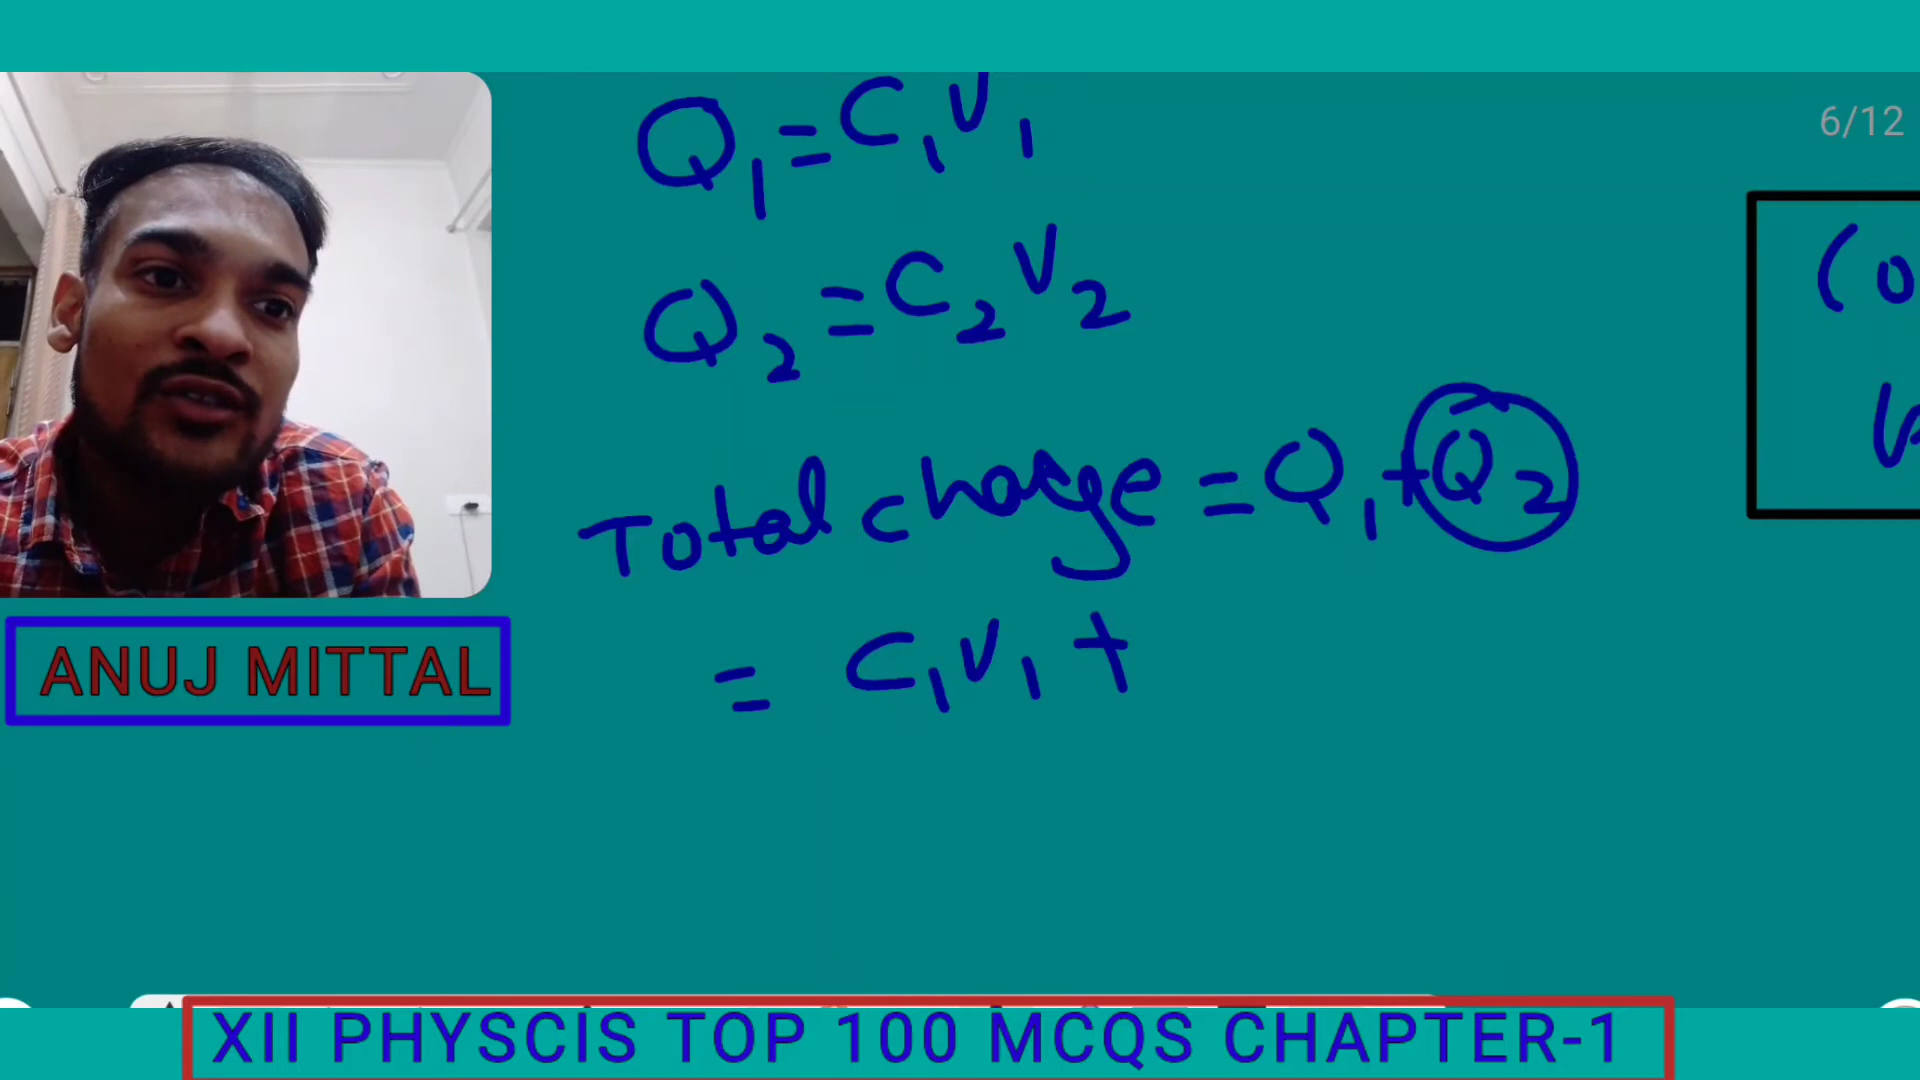 Q₁ = C₁V₁
6/12
Q₂ = C₂V₂
Total charge = Q₁ + Q₂
= C₁V₁ +
ANUJ MITTAL
XII PHYSCIS TOP 100 MCQS CHAPTER-1